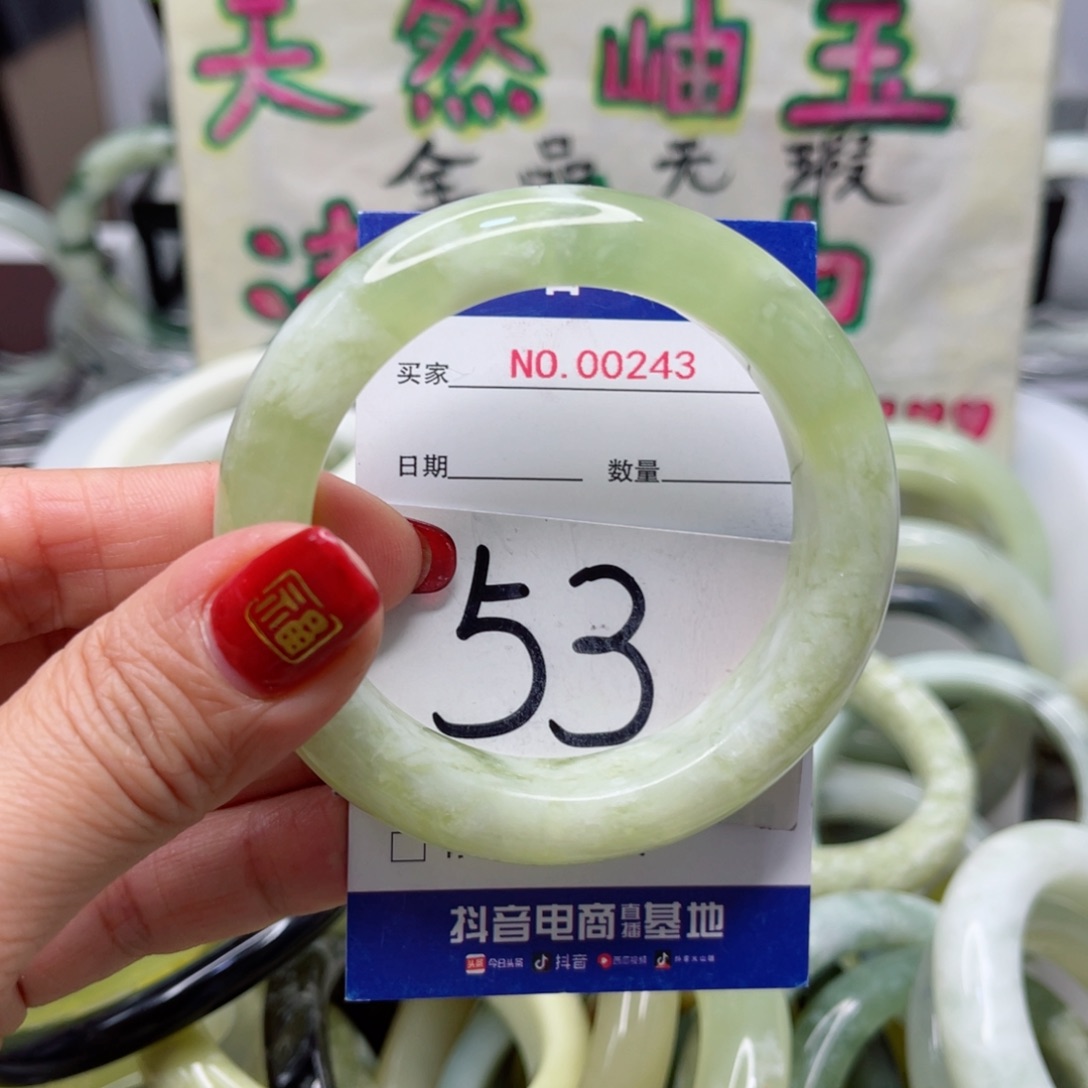 天然岫玉
全品无瑕
买家 NO.00243
日期 数量
53
福
抖音电商直播基地
今日头条 抖音 西瓜视频 抖音火山版